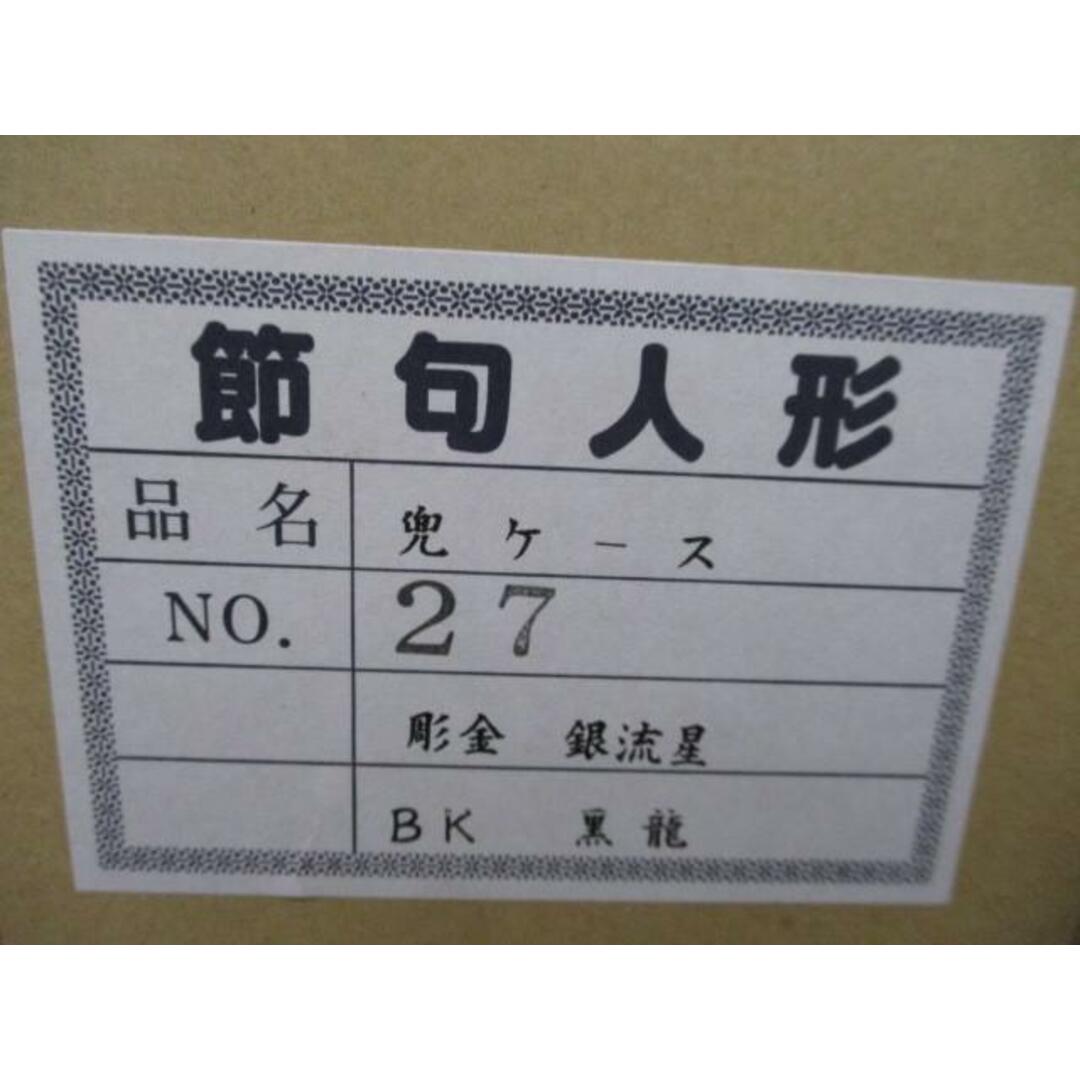 節句人形
品名 兜ケース
NO. 27
彫金 銀流星
BK 黒龍